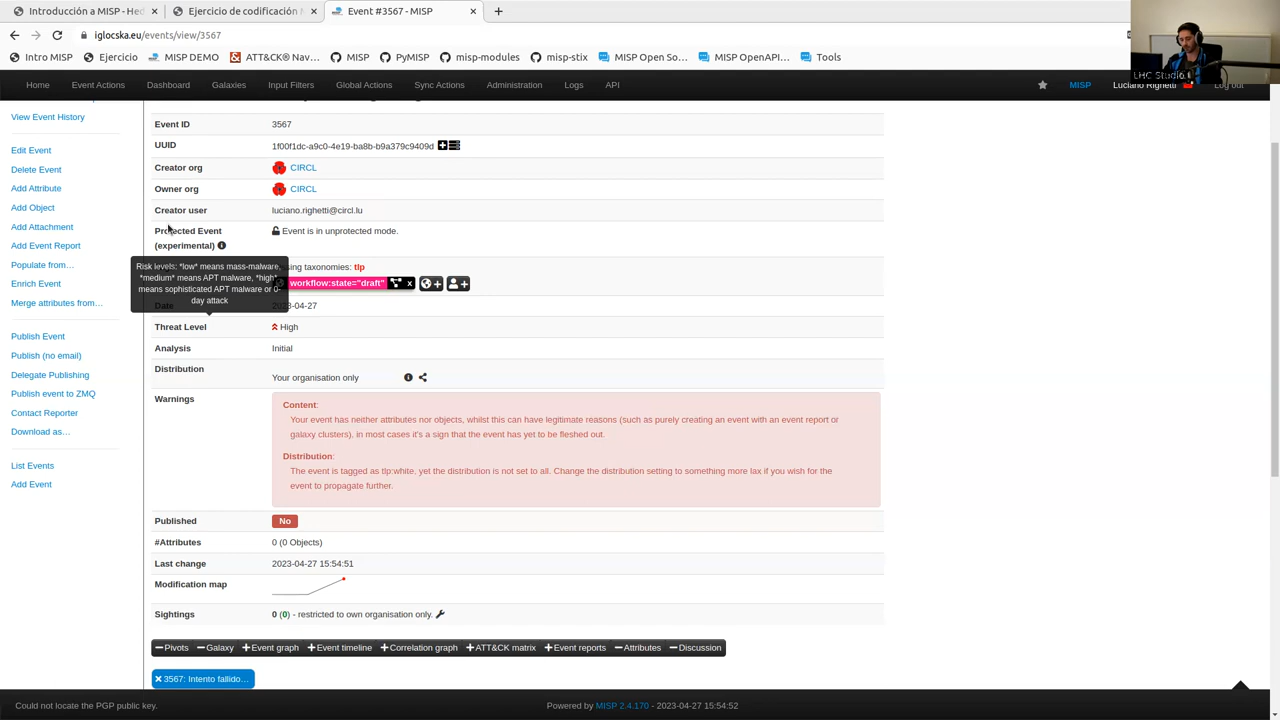 Introducción a MISP - Hed
Ejercicio de codificación M
Event #3567 - MISP
iglocska.eu/events/view/3567
Intro MISP
Ejercicio
MISP DEMO
ATT&CK® Nav…
MISP
PyMISP
misp-modules
misp-stix
MISP Open So…
MISP OpenAPI…
Tools
LHC Studio 1
Home
Event Actions
Dashboard
Galaxies
Input Filters
Global Actions
Sync Actions
Administration
Logs
API
MISP
Luciano Righetti
Log out
View Event History
Edit Event
Delete Event
Add Attribute
Add Object
Add Attachment
Add Event Report
Populate from…
Enrich Event
Merge attributes from…
Publish Event
Publish (no email)
Delegate Publishing
Publish event to ZMQ
Contact Reporter
Download as…
List Events
Add Event
Event ID 3567
UUID 1f00f1dc-a9c0-4e19-ba8b-b9a379c9409d
Creator org CIRCL
Owner org CIRCL
Creator user luciano.righetti@circl.lu
Protected Event
(experimental)
Event is in unprotected mode.
Risk levels: *low* means mass-malware,
*medium* means APT malware, *high*
means sophisticated APT malware or 0-
day attack
taxonomies: tlp
workflow:state="draft" x
Date 2023-04-27
Threat Level High
Analysis Initial
Distribution Your organisation only
Warnings
Content:
Your event has neither attributes nor objects, whilst this can have legitimate reasons (such as purely creating an event with an event report or
galaxy clusters), in most cases it's a sign that the event has yet to be fleshed out.
Distribution:
The event is tagged as tlp:white, yet the distribution is not set to all. Change the distribution setting to something more lax if you wish for the
event to propagate further.
Published No
#Attributes 0 (0 Objects)
Last change 2023-04-27 15:54:51
Modification map
Sightings 0 (0) - restricted to own organisation only.
Pivots
Galaxy
Event graph
Event timeline
Correlation graph
ATT&CK matrix
Event reports
Attributes
Discussion
3567: Intento fallido…
Could not locate the PGP public key.
Powered by MISP 2.4.170 - 2023-04-27 15:54:52